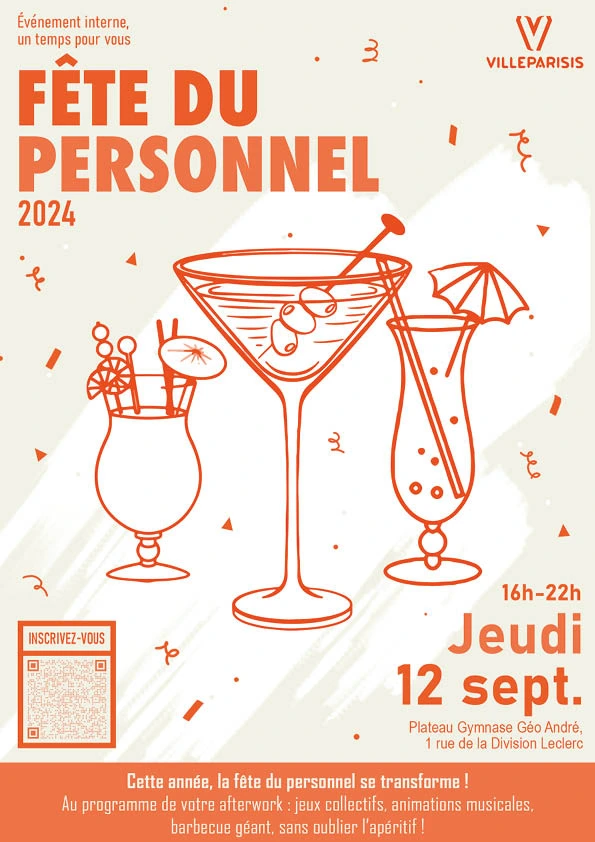 Événement interne,
un temps pour vous
VILLEPARISIS
FÊTE DU
PERSONNEL
2024
16h-22h
Jeudi
12 sept.
Plateau Gymnase Géo André,
1 rue de la Division Leclerc
INSCRIVEZ-VOUS
Cette année, la fête du personnel se transforme !
Au programme de votre afterwork : jeux collectifs, animations musicales,
barbecue géant, sans oublier l'apéritif !